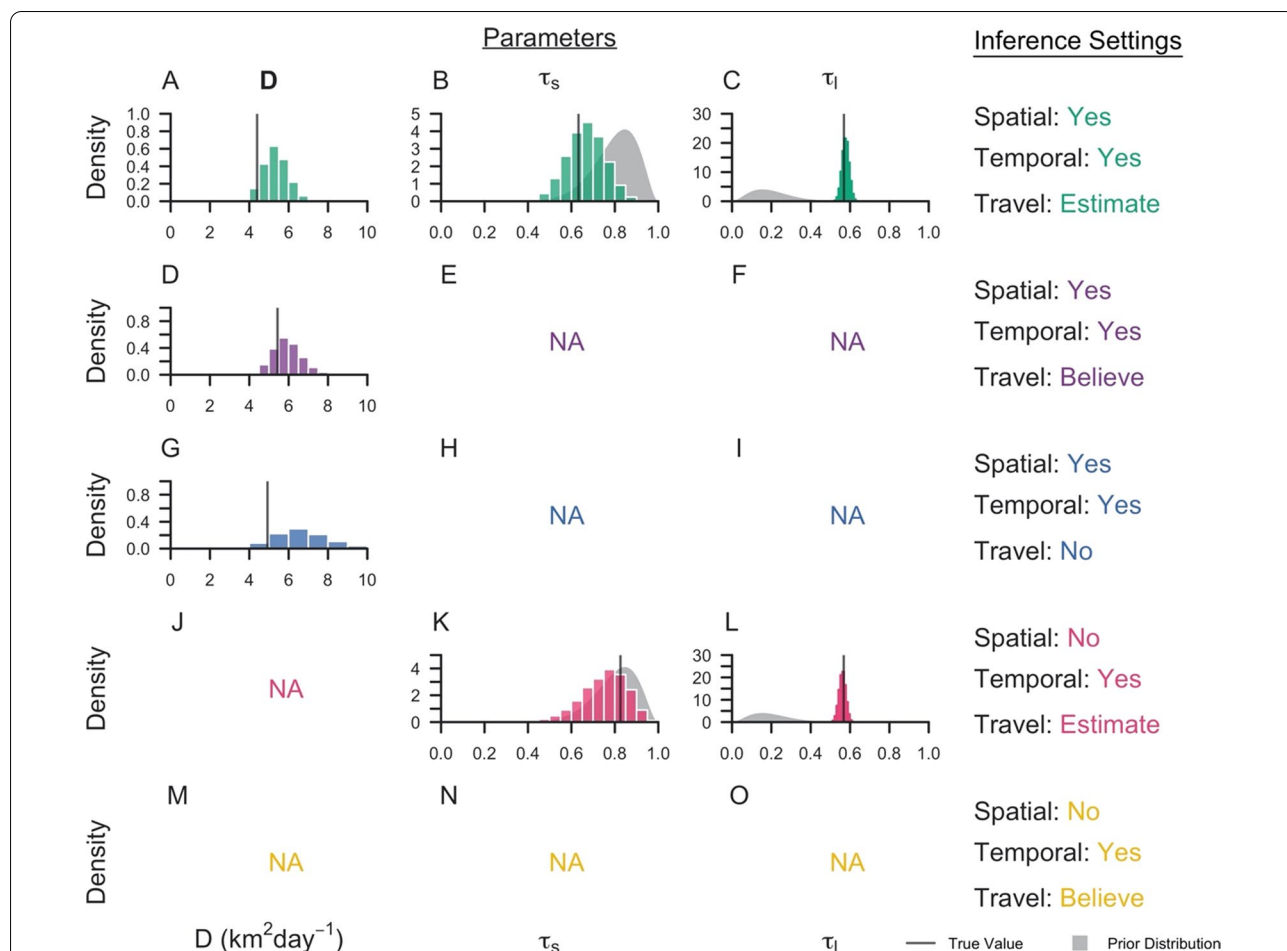 Parameters
Inference Settings
A D B τs C τl
Density
1.0
0.8
0.6
0.4
0.2
0.0
0 2 4 6 8 10
5
4
3
2
1
0
0.0 0.2 0.4 0.6 0.8 1.0
30
20
10
0
0.0 0.2 0.4 0.6 0.8 1.0
Spatial: Yes
Temporal: Yes
Travel: Estimate
D E F
Density
0.8
0.4
0.0
0 2 4 6 8 10
NA
NA
Spatial: Yes
Temporal: Yes
Travel: Believe
G H I
Density
0.8
0.4
0.0
0 2 4 6 8 10
NA
NA
Spatial: Yes
Temporal: Yes
Travel: No
J K L
Density
NA
4
2
0
0.0 0.2 0.4 0.6 0.8 1.0
30
20
10
0
0.0 0.2 0.4 0.6 0.8 1.0
Spatial: No
Temporal: Yes
Travel: Estimate
M N O
Density
NA
NA
NA
Spatial: No
Temporal: Yes
Travel: Believe
D (km²day⁻¹) τs τl
True Value Prior Distribution